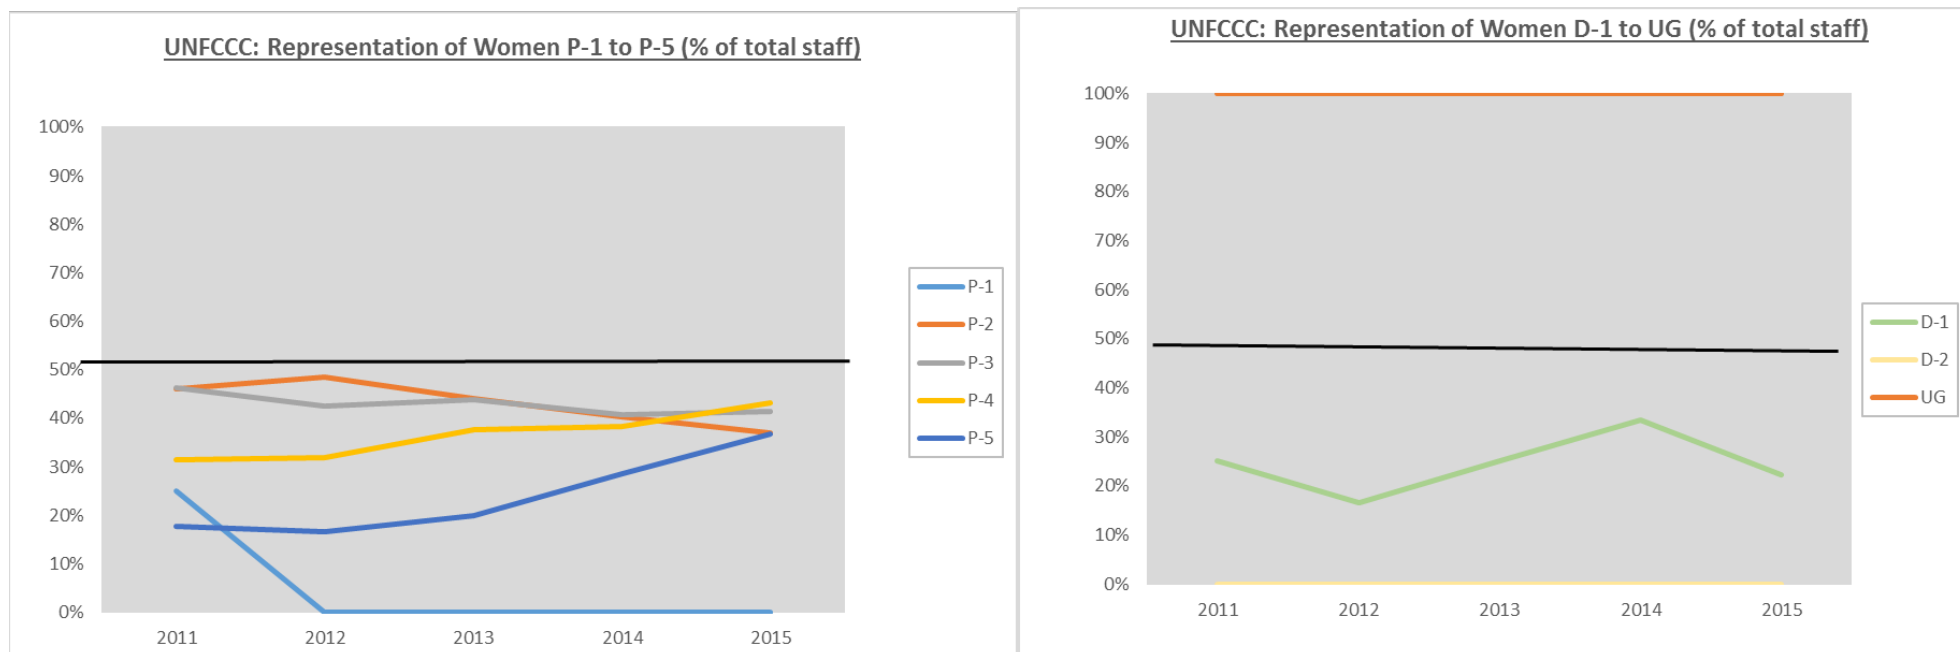 UNFCCC: Representation of Women P-1 to P-5 (% of total staff)
100%
90%
80%
70%
60%
50%
40%
30%
20%
10%
0%
2011 2012 2013 2014 2015
P-1
P-2
P-3
P-4
P-5
UNFCCC: Representation of Women D-1 to UG (% of total staff)
100%
90%
80%
70%
60%
50%
40%
30%
20%
10%
0%
2011 2012 2013 2014 2015
D-1
D-2
UG